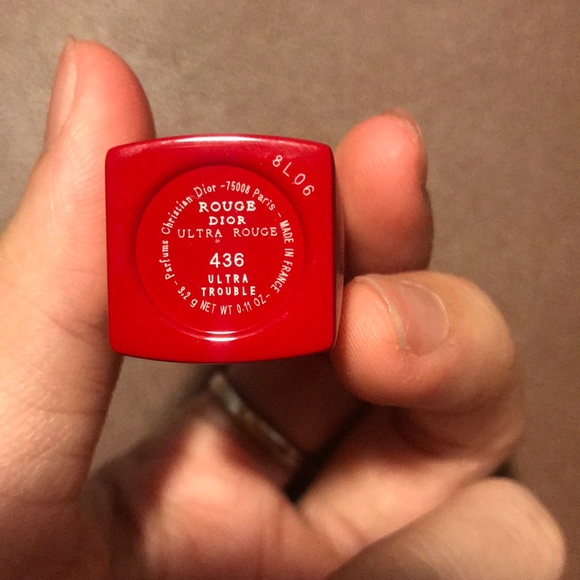 8L06
Parfums Christian Dior - 75008 Paris - MADE IN FRANCE
ROUGE
DIOR
ULTRA ROUGE
436
ULTRA
TROUBLE
- 3.2 g NET WT 0.11 OZ -